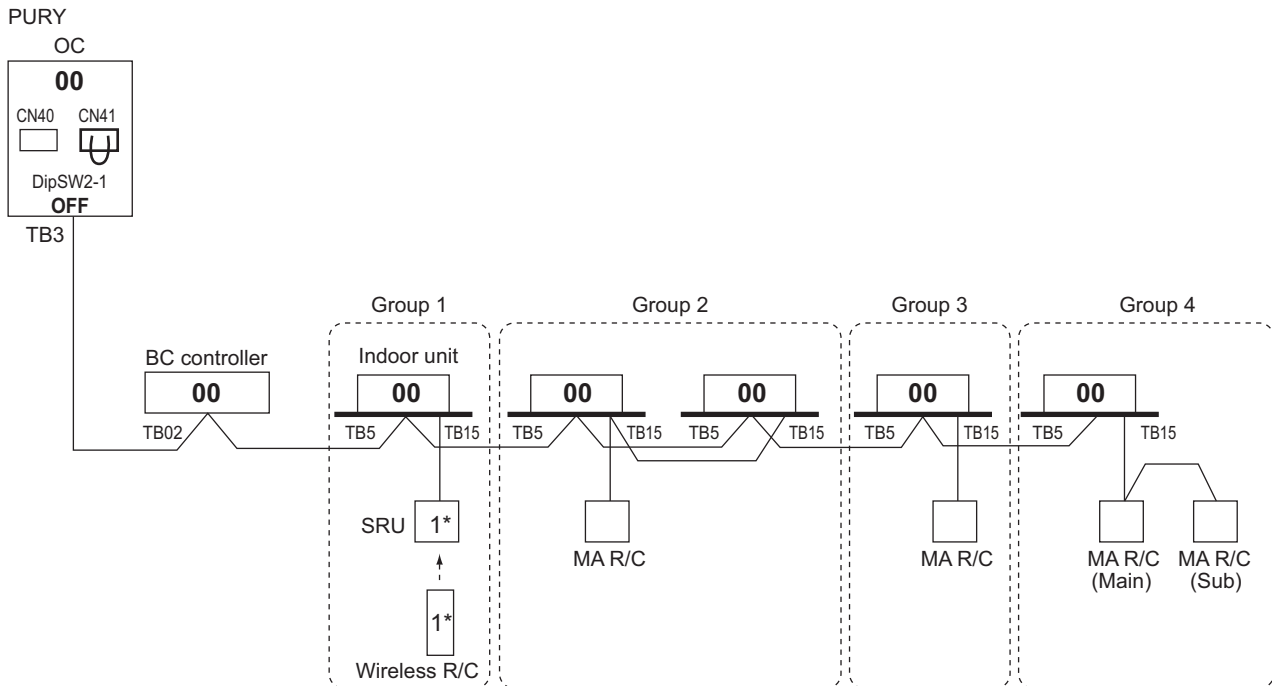 PURY
OC
00
CN40 CN41
DipSW2-1
OFF
TB3
Group 1 Group 2 Group 3 Group 4
BC controller Indoor unit
00 00 00 00 00 00
TB02 TB5 TB15 TB5 TB15 TB5 TB15 TB5 TB15 TB5 TB15
SRU 1*
MA R/C MA R/C MA R/C (Main) MA R/C (Sub)
1*
Wireless R/C